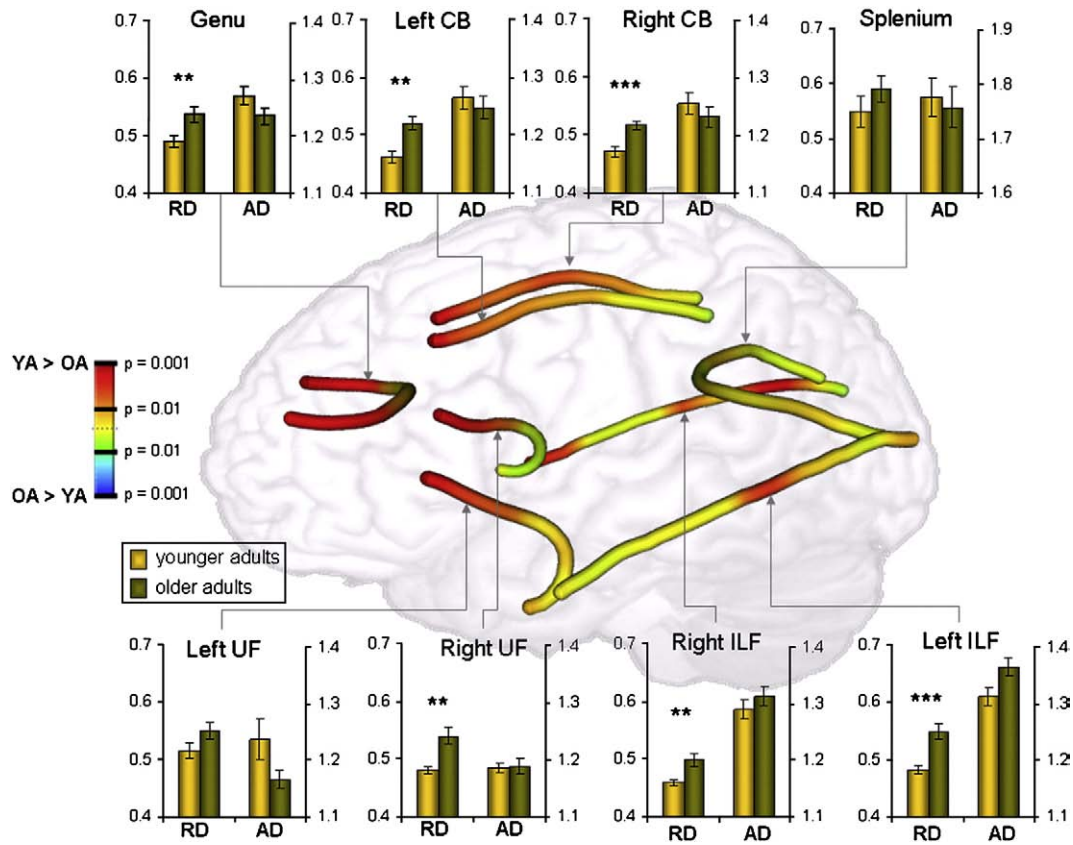 Genu
Left CB
Right CB
Splenium
0.7
1.4
0.7
1.4
0.7
1.4
0.7
1.9
**
**
***
0.6
1.3
0.6
1.3
0.6
1.3
0.6
1.8
0.5
1.2
0.5
1.2
0.5
1.2
0.5
1.7
0.4
1.1
0.4
1.1
0.4
1.1
0.4
1.6
RD AD
RD AD
RD AD
RD AD
YA > OA
p = 0.001
p = 0.01
p = 0.01
OA > YA
p = 0.001
younger adults
older adults
Left UF
Right UF
Right ILF
Left ILF
0.7
1.4
0.7
1.4
0.7
1.4
0.7
1.4
**
**
***
0.6
1.3
0.6
1.3
0.6
1.3
0.6
1.3
0.5
1.2
0.5
1.2
0.5
1.2
0.5
1.2
0.4
1.1
0.4
1.1
0.4
1.1
0.4
1.1
RD AD
RD AD
RD AD
RD AD